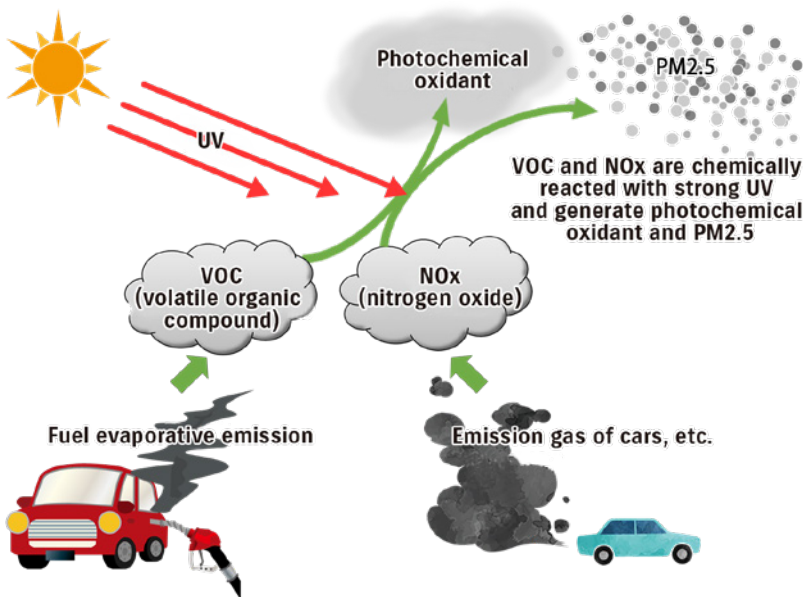 Photochemical
oxidant
PM2.5
UV
VOC and NOx are chemically
reacted with strong UV
and generate photochemical
oxidant and PM2.5
VOC
(volatile organic
compound)
NOx
(nitrogen oxide)
Fuel evaporative emission
Emission gas of cars, etc.